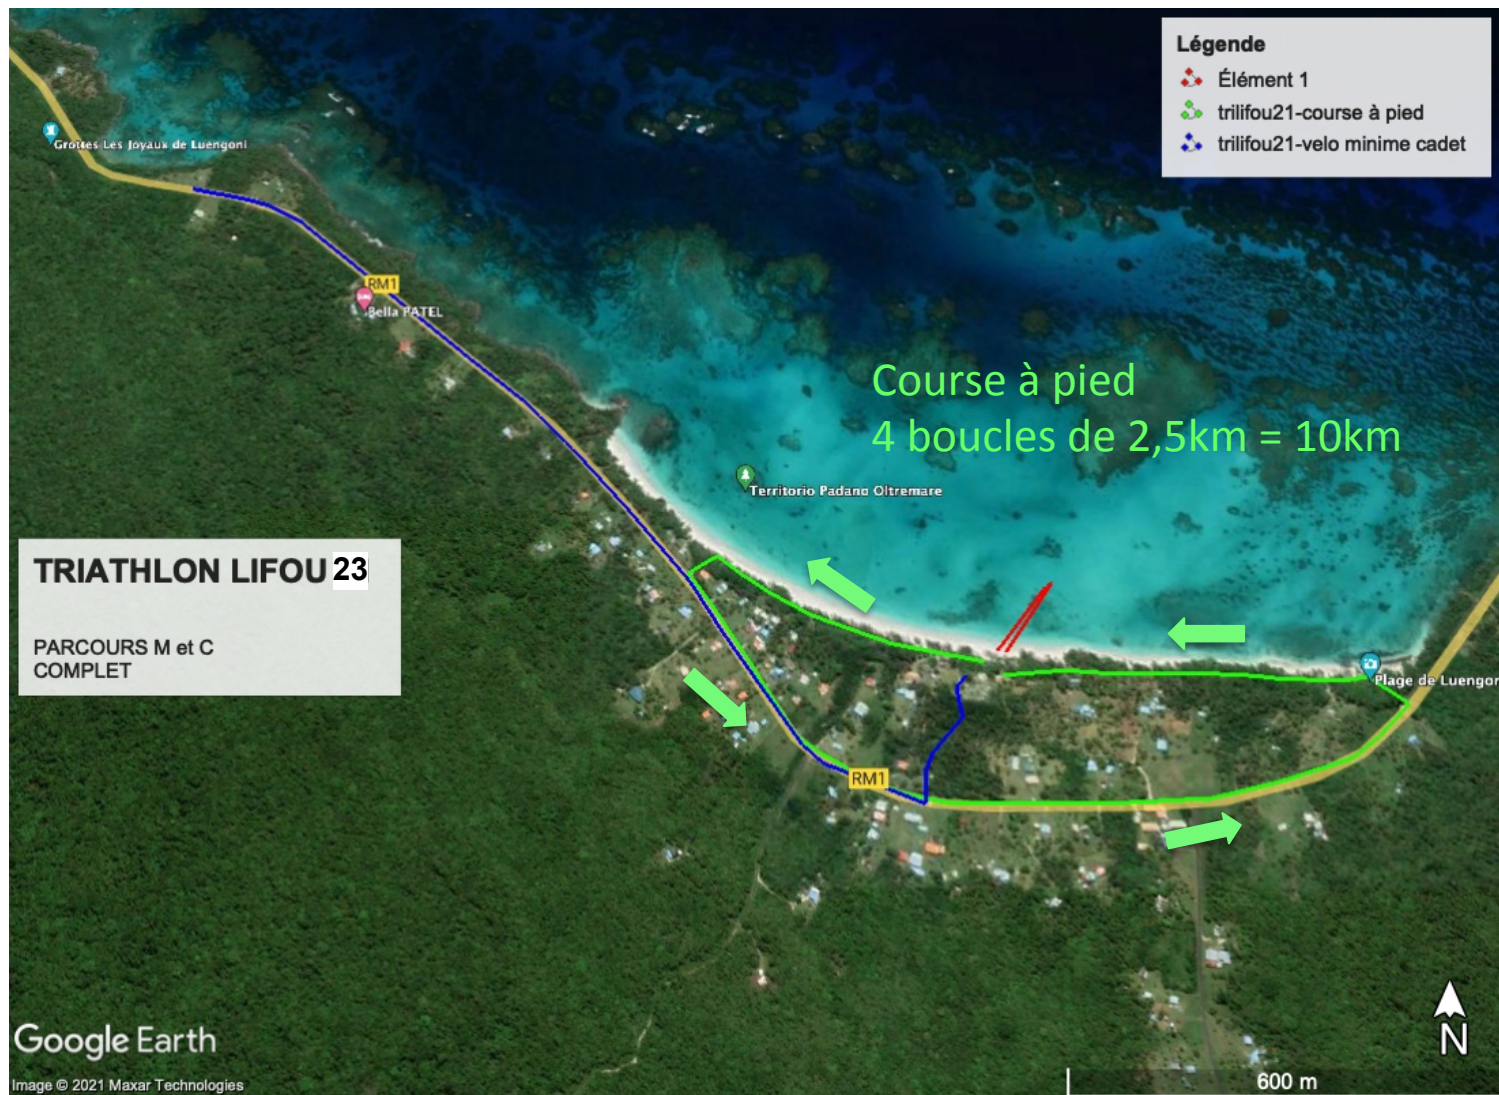 Légende
Élément 1
trilifou21-course à pied
trilifou21-velo minime cadet
Grottes Les Joyaux de Luengoni
RM1
Bella PATEL
Course à pied
4 boucles de 2,5km = 10km
Territorio Padano Oltremare
TRIATHLON LIFOU 23
PARCOURS M et C
COMPLET
Plage de Luengon
RM1
Google Earth
N
Image © 2021 Maxar Technologies
600 m